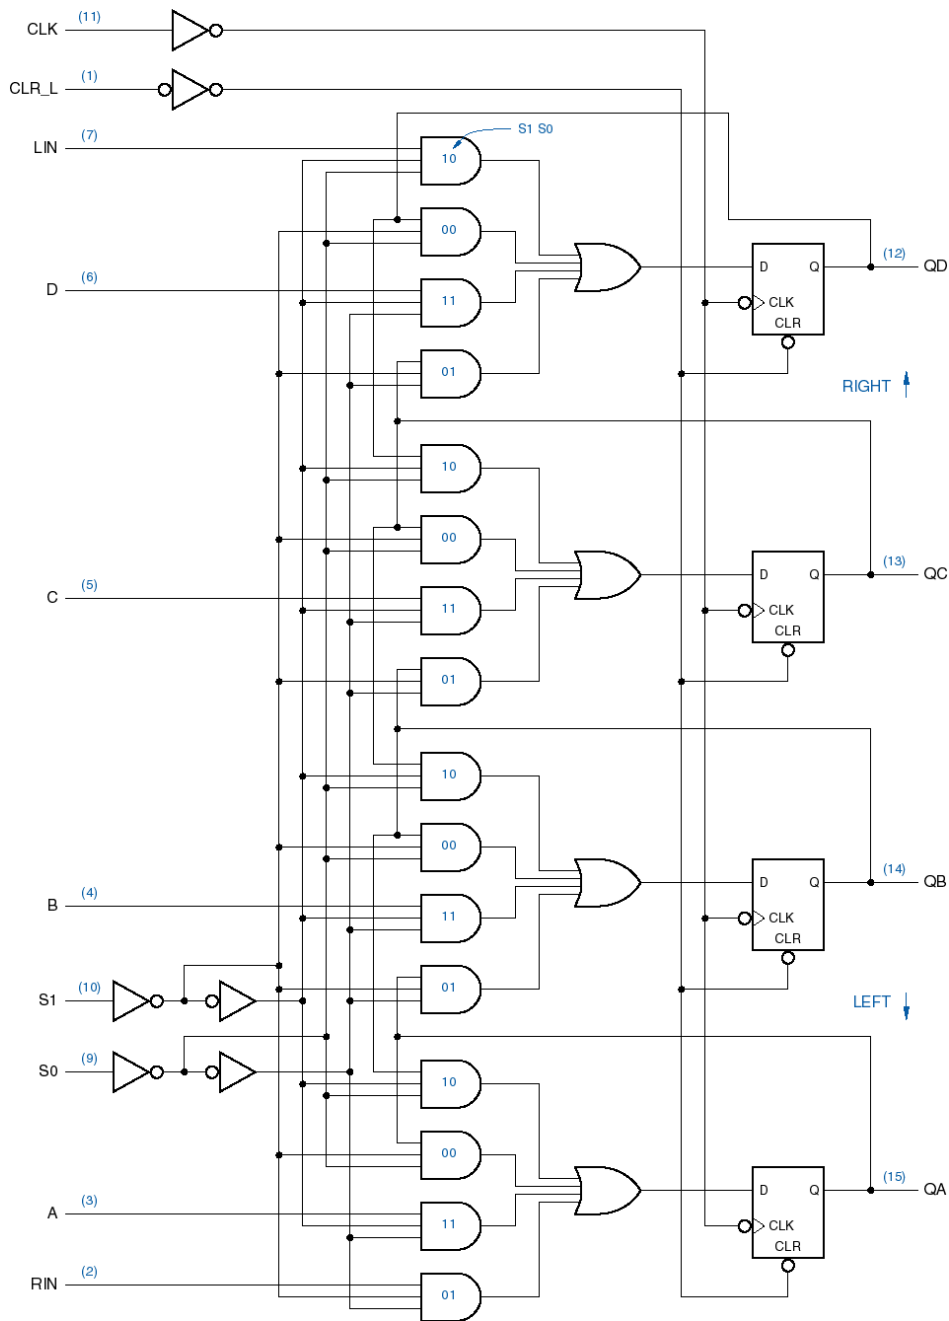 CLK (11)
CLR_L (1)
LIN (7)
S1 S0
10
00
D (6)
11
01
D Q
CLK
CLR
(12) QD
RIGHT
10
00
C (5)
11
01
D Q
CLK
CLR
(13) QC
10
00
B (4)
11
01
D Q
CLK
CLR
(14) QB
S1 (10)
LEFT
S0 (9)
10
00
A (3)
11
RIN (2)
01
D Q
CLK
CLR
(15) QA